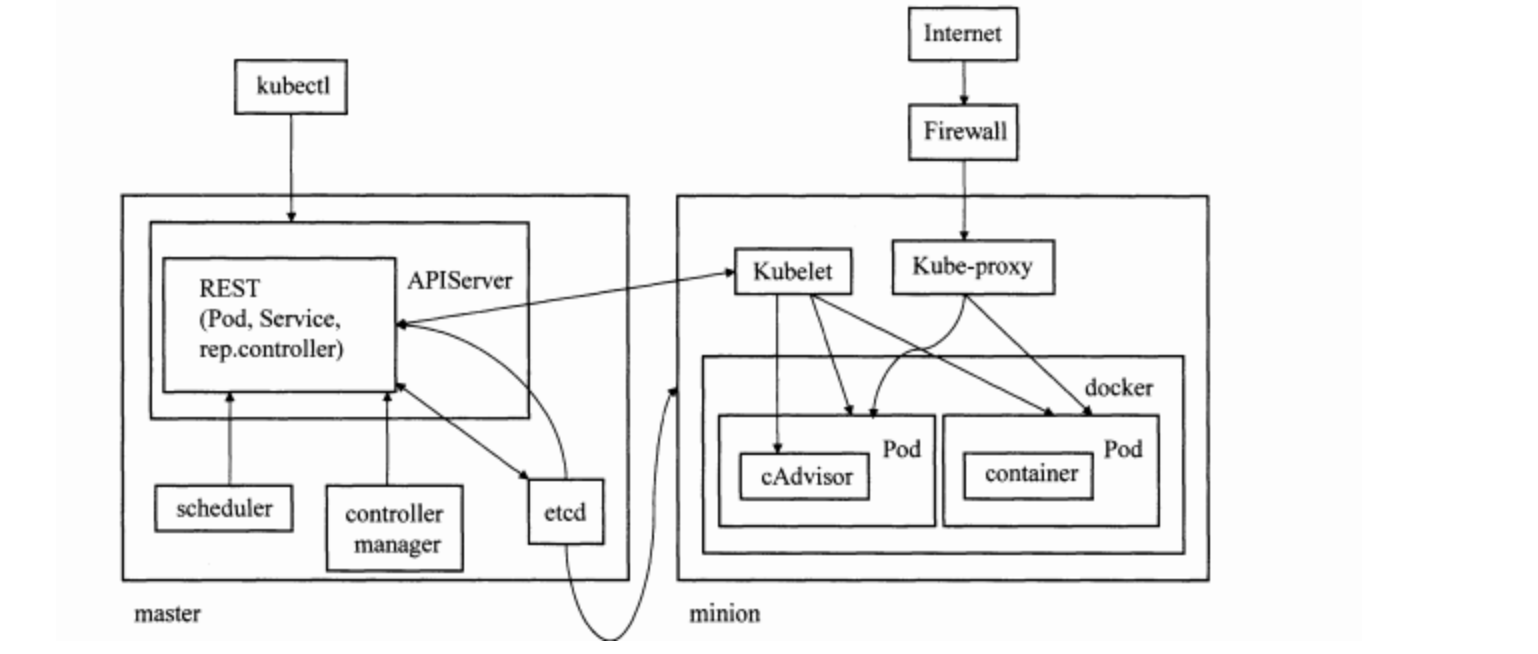 Internet
kubectl
Firewall
REST
(Pod, Service,
rep.controller)
APIServer
Kubelet
Kube-proxy
docker
Pod
Pod
cAdvisor
container
scheduler
controller
manager
etcd
master
minion